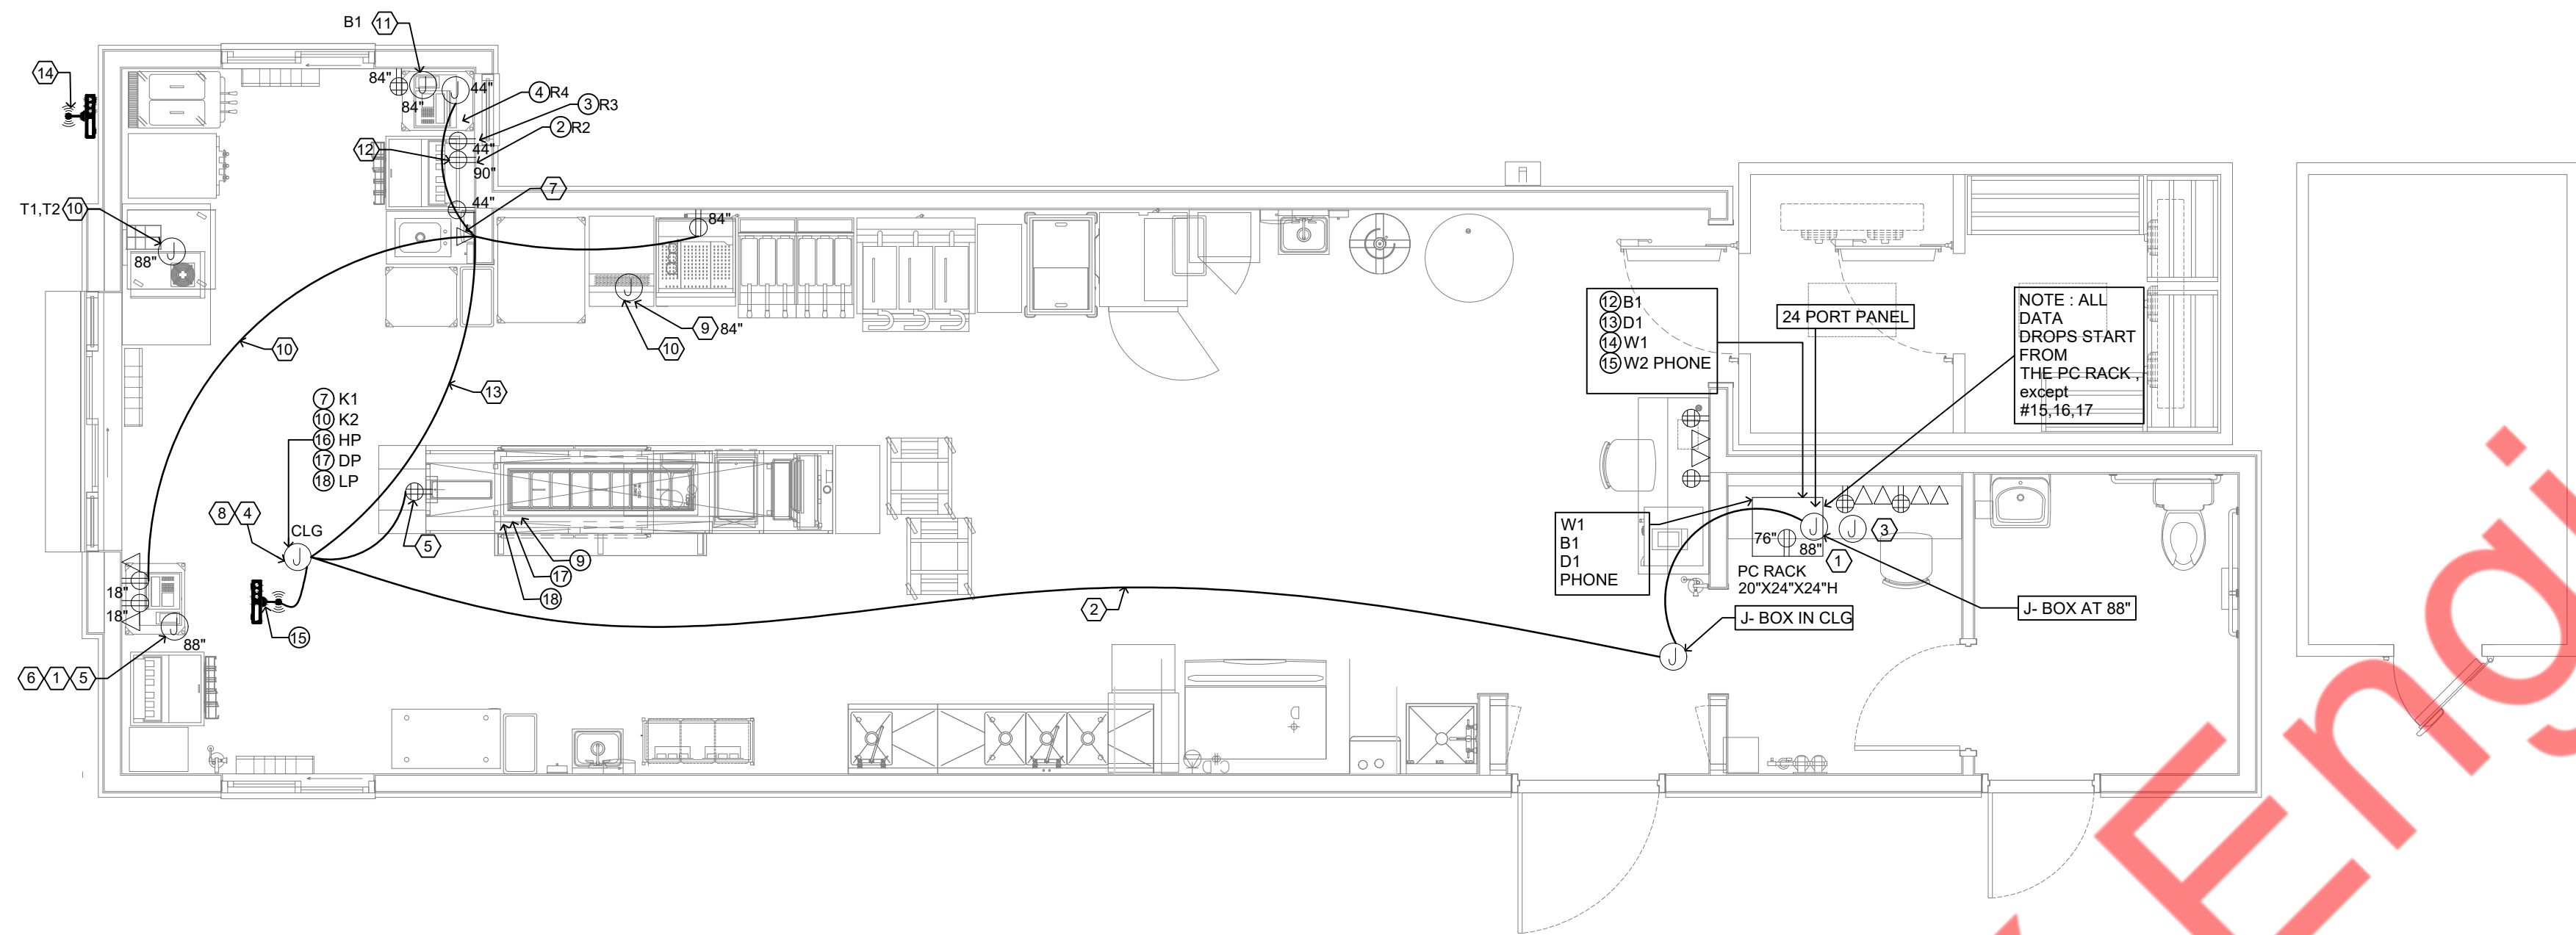 B1 11
14
84"
J
J
44"
84"
4 R4
3 R3
2 R2
12
44"
90"
7
44"
84"
T1,T2 10
J
88"
J
9 84"
10
10
13
12 B1
13 D1
14 W1
15 W2 PHONE
24 PORT PANEL
NOTE : ALL
DATA
DROPS START
FROM
THE PC RACK ,
except
#15,16,17
7 K1
10 K2
16 HP
17 DP
18 LP
8 4
CLG
J
5
9
17
18
W1
B1
D1
PHONE
J
J
3
76"
88"
1
PC RACK
20"X24"X24"H
J- BOX AT 88"
J- BOX IN CLG
J
2
18"
18"
J
88"
15
6 1 5
Engi